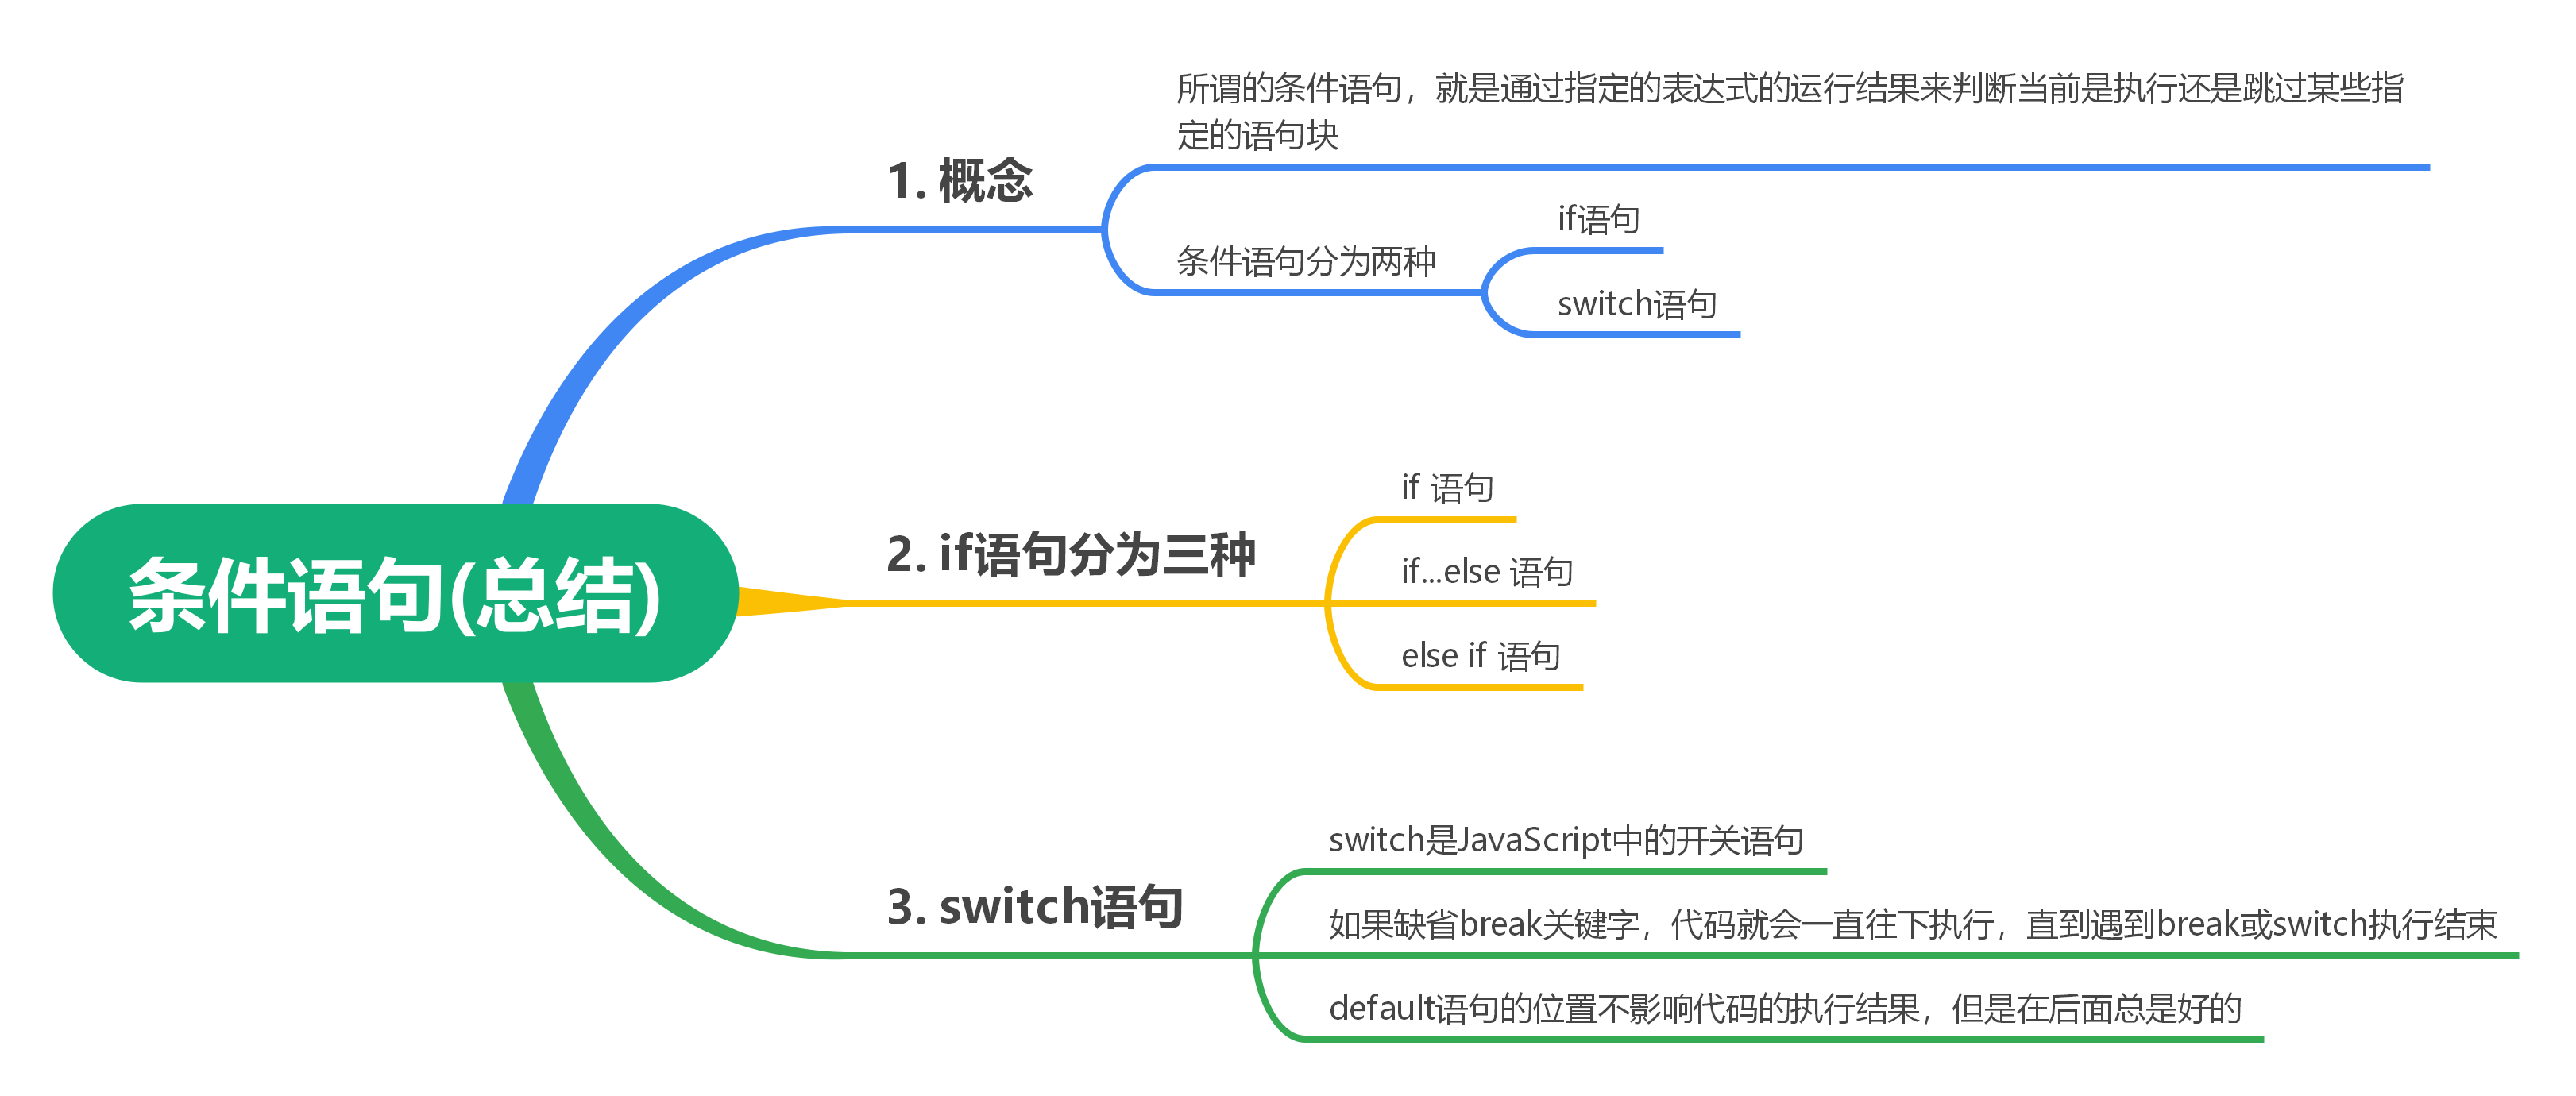 条件语句(总结)
1. 概念
所谓的条件语句，就是通过指定的表达式的运行结果来判断当前是执行还是跳过某些指
定的语句块
条件语句分为两种
if语句
switch语句
2. if语句分为三种
if 语句
if...else 语句
else if 语句
3. switch语句
switch是JavaScript中的开关语句
如果缺省break关键字，代码就会一直往下执行，直到遇到break或switch执行结束
default语句的位置不影响代码的执行结果，但是在后面总是好的